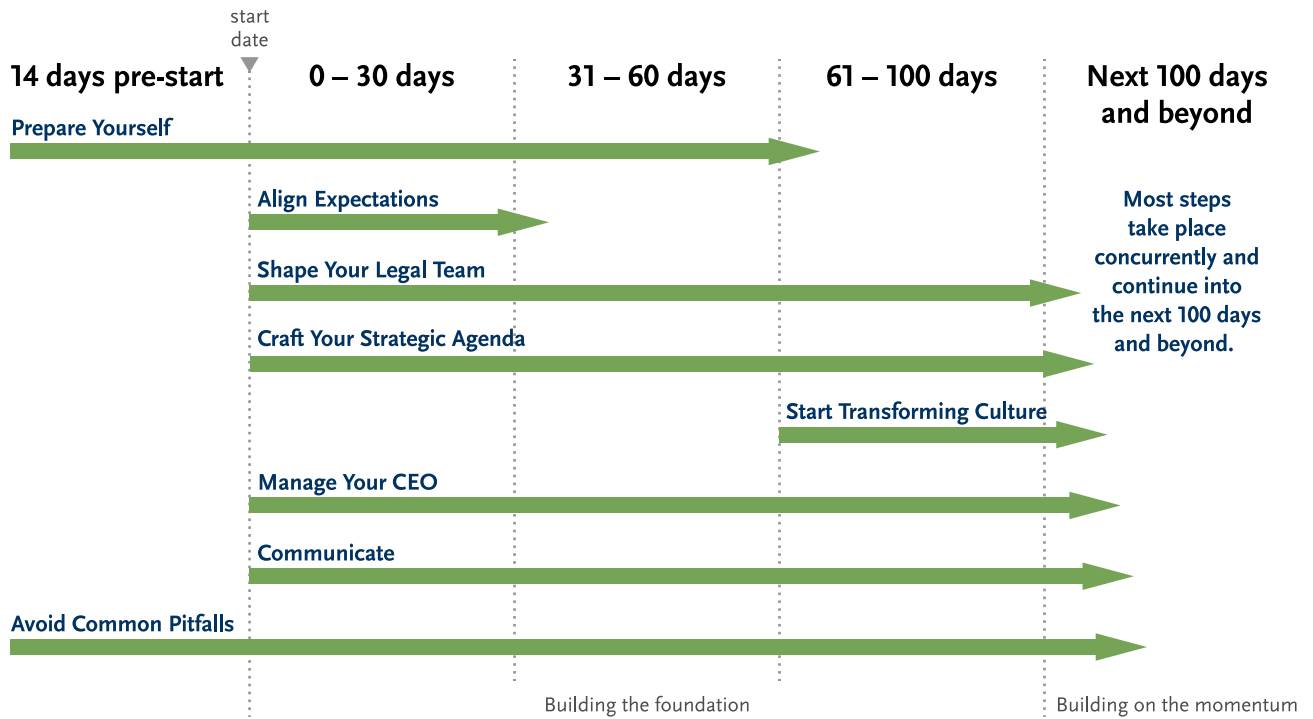 start
date
14 days pre-start
0 – 30 days
31 – 60 days
61 – 100 days
Next 100 days
and beyond
Prepare Yourself
Align Expectations
Shape Your Legal Team
Craft Your Strategic Agenda
Start Transforming Culture
Manage Your CEO
Communicate
Avoid Common Pitfalls
Most steps
take place
concurrently and
continue into
the next 100 days
and beyond.
Building the foundation
Building on the momentum